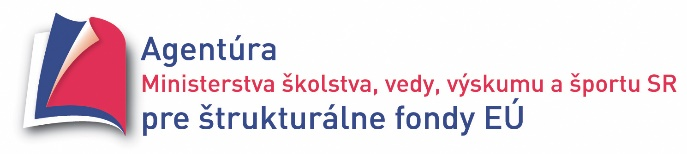 Agentúra
Ministerstva školstva, vedy, výskumu a športu SR
pre štrukturálne fondy EÚ